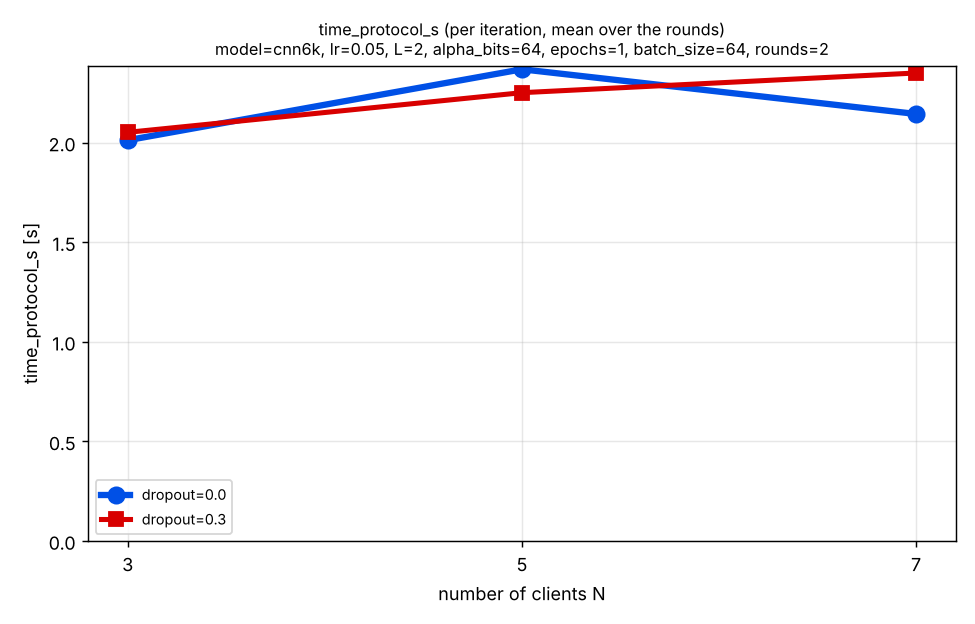 time_protocol_s (per iteration, mean over the rounds)
model=cnn6k, lr=0.05, L=2, alpha_bits=64, epochs=1, batch_size=64, rounds=2
time_protocol_s [s]
2.0
1.5
1.0
0.5
0.0
dropout=0.0
dropout=0.3
3 5 7
number of clients N